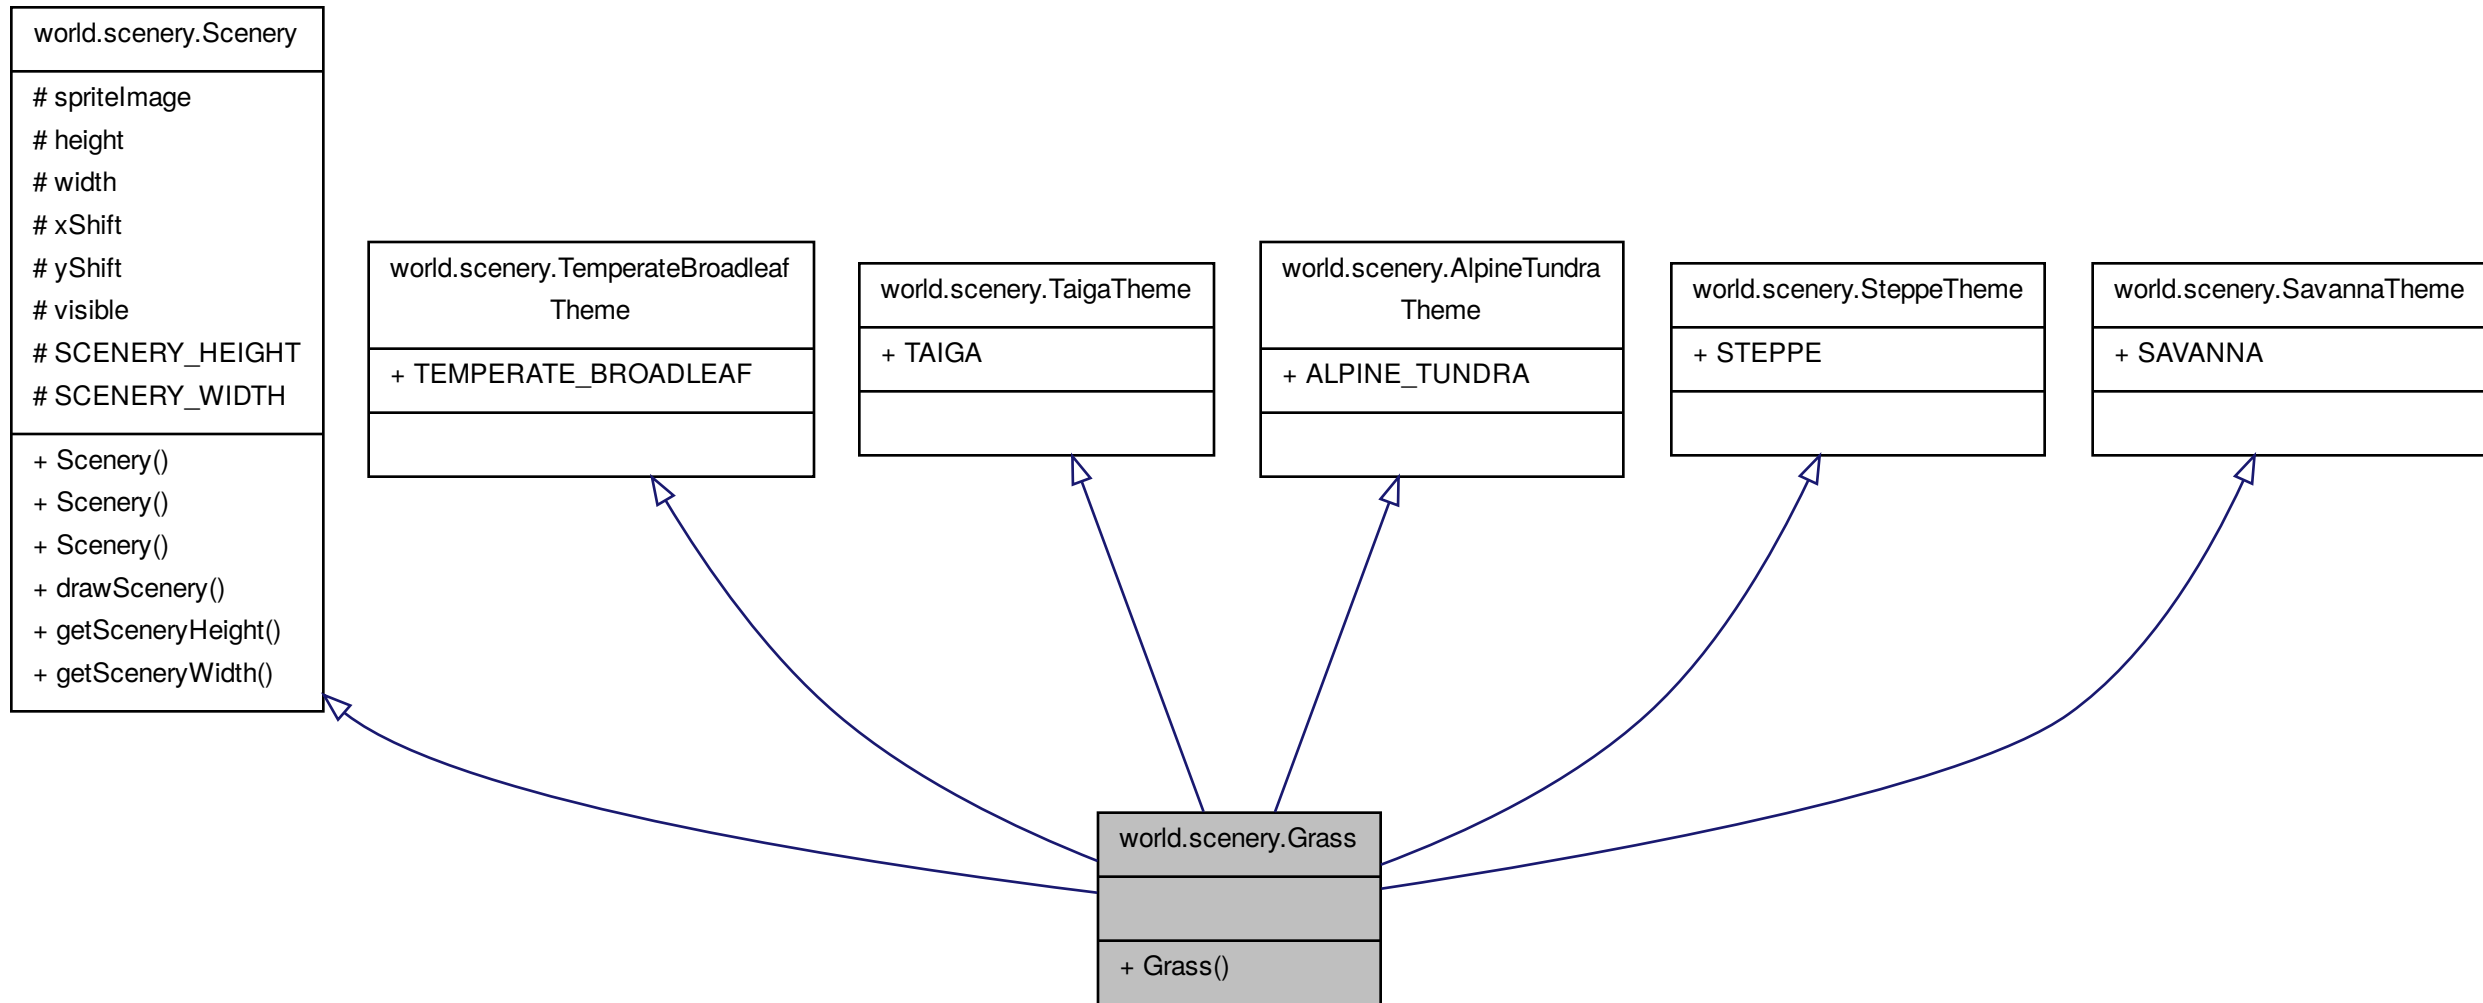 world.scenery.Scenery
# spriteImage
# height
# width
# xShift
# yShift
# visible
# SCENERY_HEIGHT
# SCENERY_WIDTH
+ Scenery()
+ Scenery()
+ Scenery()
+ drawScenery()
+ getSceneryHeight()
+ getSceneryWidth()
world.scenery.TemperateBroadleaf
Theme
+ TEMPERATE_BROADLEAF
world.scenery.TaigaTheme
+ TAIGA
world.scenery.AlpineTundra
Theme
+ ALPINE_TUNDRA
world.scenery.SteppeTheme
+ STEPPE
world.scenery.SavannaTheme
+ SAVANNA
world.scenery.Grass
+ Grass()